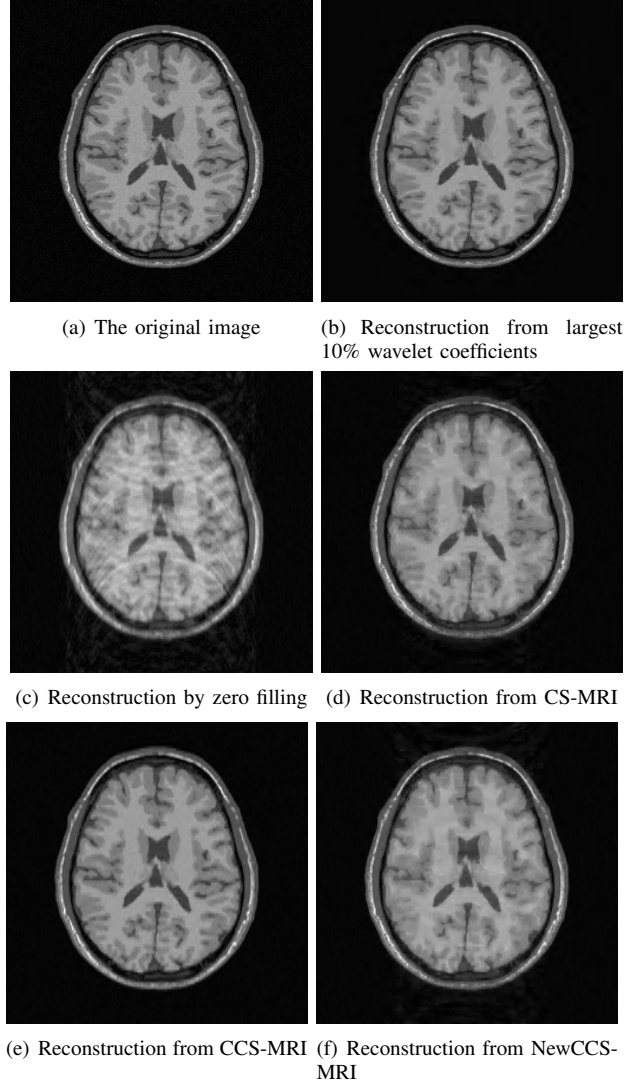 (a) The original image
(b) Reconstruction from largest
10% wavelet coefficients
(c) Reconstruction by zero filling
(d) Reconstruction from CS-MRI
(e) Reconstruction from CCS-MRI
(f) Reconstruction from NewCCS-
MRI